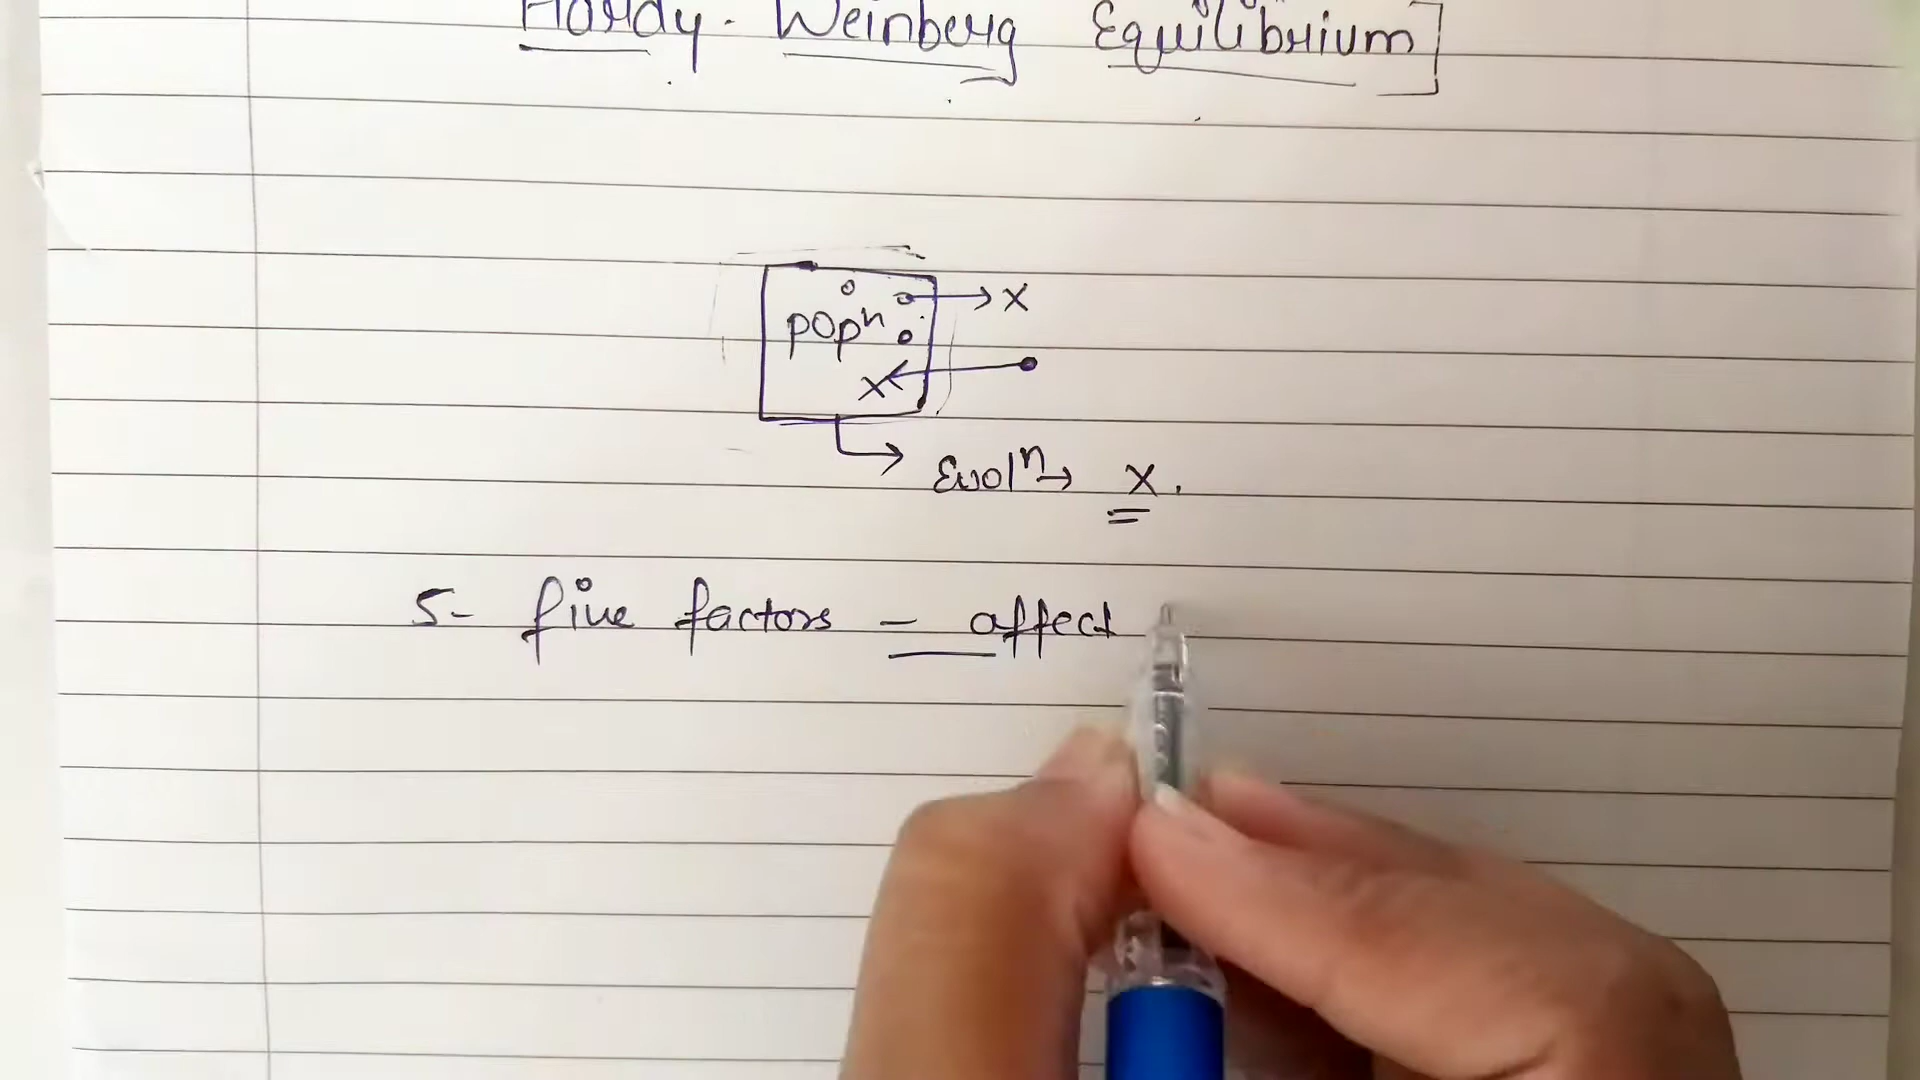 Hardy- Weinberg Equilibrium]
popⁿ
X
X
Evolⁿ→ X.
5- five factors - affect